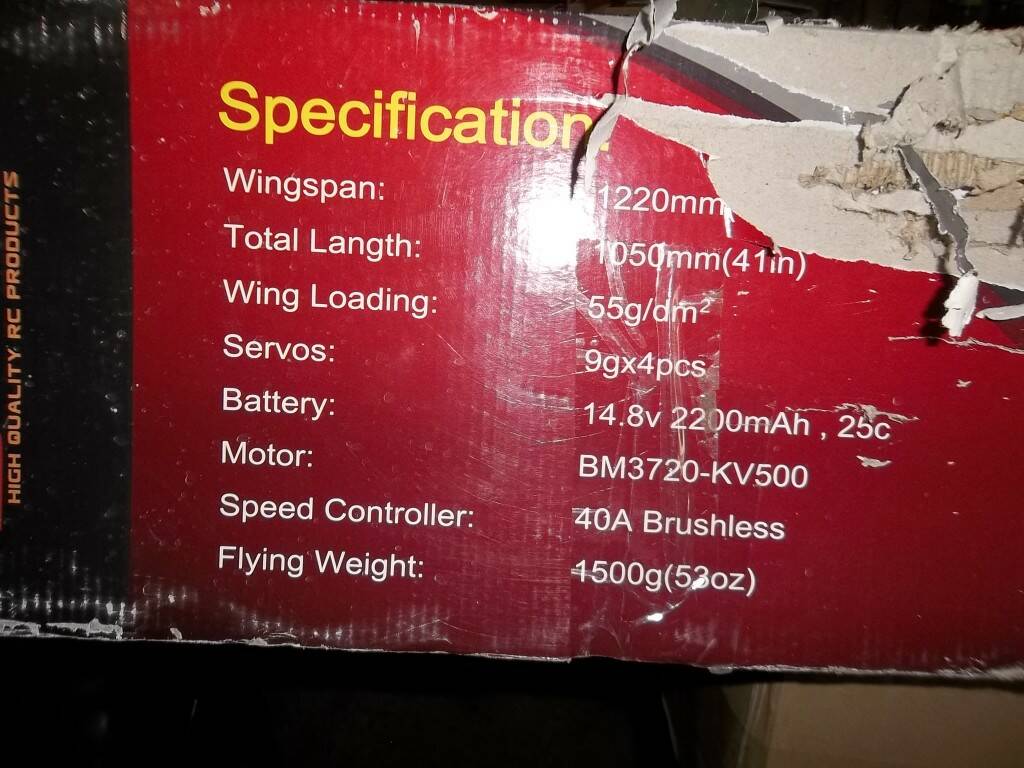 HIGH QUALITY RC PRODUCTS
Specification:
Wingspan: 1220mm
Total Langth: 1050mm(41in)
Wing Loading: 55g/dm²
Servos: 9gx4pcs
Battery: 14.8v 2200mAh , 25c
Motor: BM3720-KV500
Speed Controller: 40A Brushless
Flying Weight: 1500g(53oz)